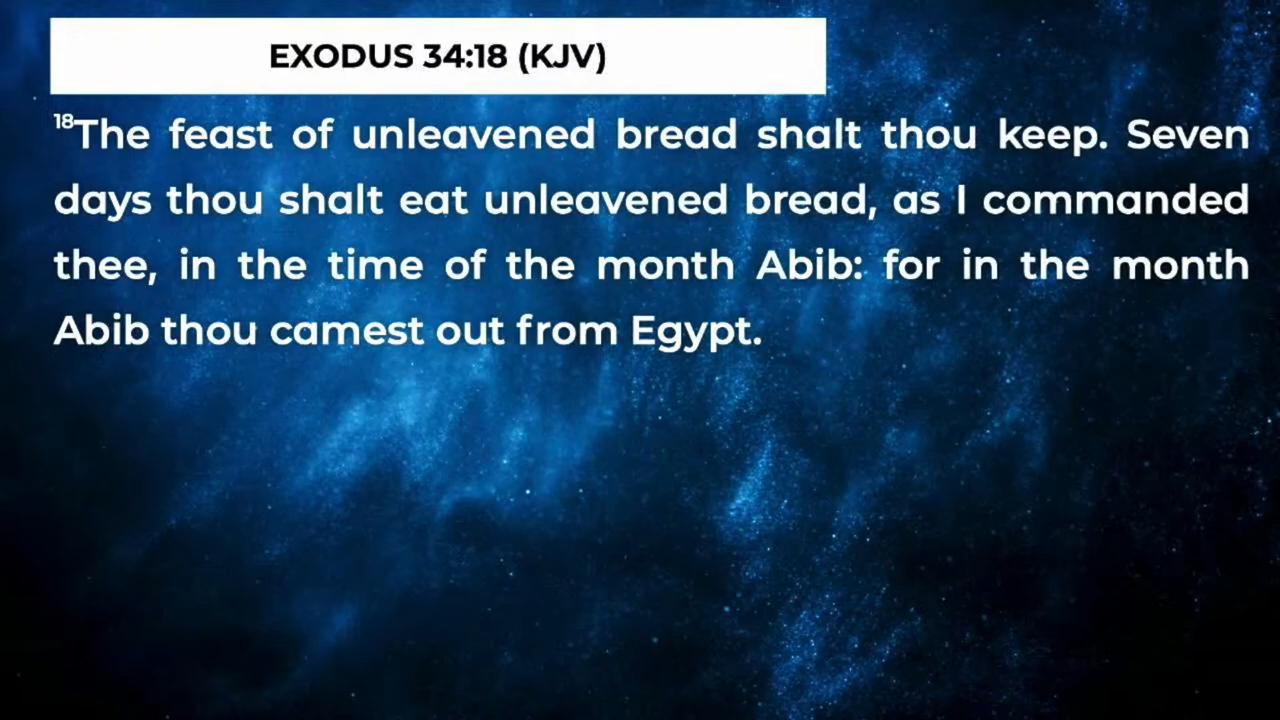 EXODUS 34:18 (KJV)
18The feast of unleavened bread shalt thou keep. Seven
days thou shalt eat unleavened bread, as I commanded
thee, in the time of the month Abib: for in the month
Abib thou camest out from Egypt.